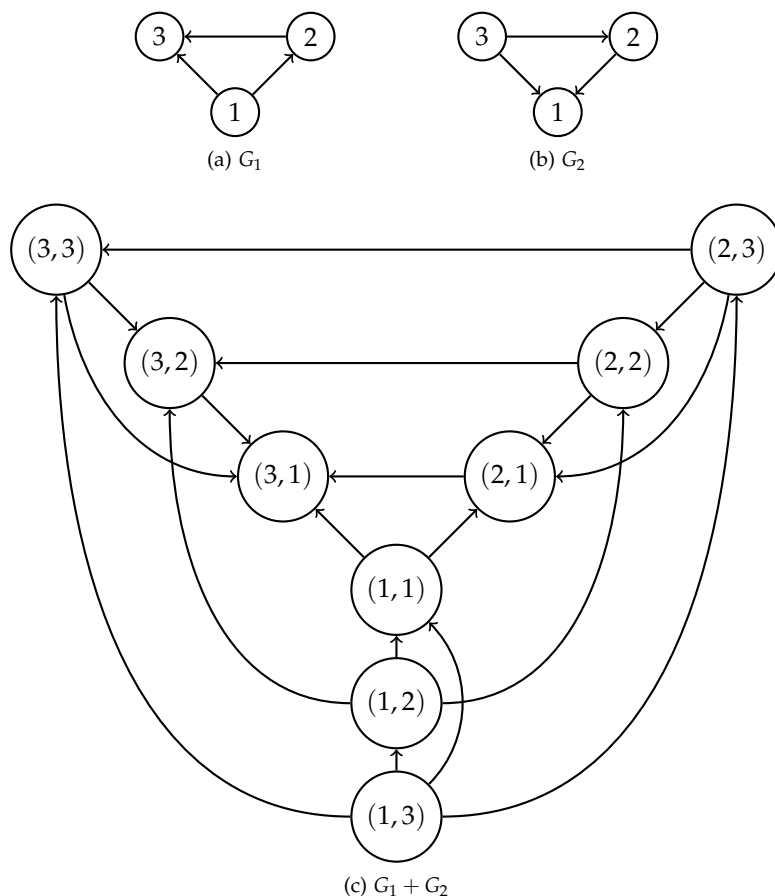 3 2 3 2
1 1
(a) G₁ (b) G₂
(3, 3) (2, 3)
(3, 2) (2, 2)
(3, 1) (2, 1)
(1, 1)
(1, 2)
(1, 3)
(c) G₁ + G₂